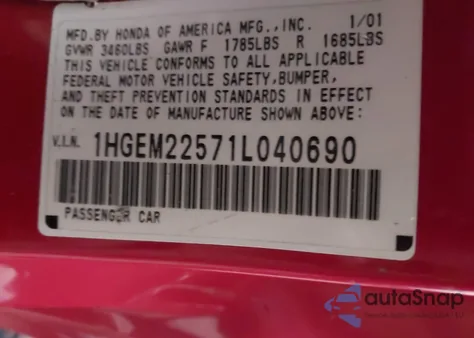 MFD. BY HONDA OF AMERICA MFG., INC. 1/01
GVWR 3460LBS GAWR F 1785LBS R 1685LBS
THIS VEHICLE CONFORMS TO ALL APPLICABLE
FEDERAL MOTOR VEHICLE SAFETY, BUMPER,
AND THEFT PREVENTION STANDARDS IN EFFECT
ON THE DATE OF MANUFACTURE SHOWN ABOVE:
V.I.N. 1HGEM22571L040690
PASSENGER CAR
autaSnap